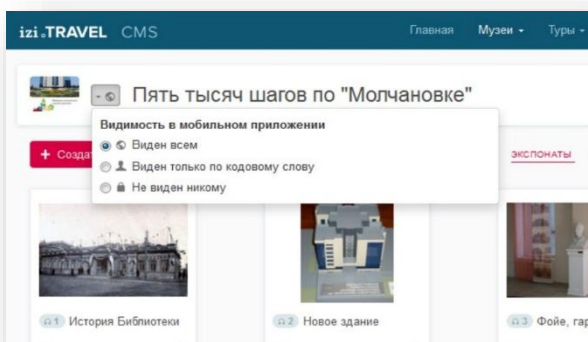 izi.TRAVEL CMS
Главная
Музеи
Туры
Пять тысяч шагов по "Молчановке"
Видимость в мобильном приложении
Виден всем
Виден только по кодовому слову
Не виден никому
+ Созда
ЭКСПОНАТЫ
1 История Библиотеки
2 Новое здание
3 Фойе, гар